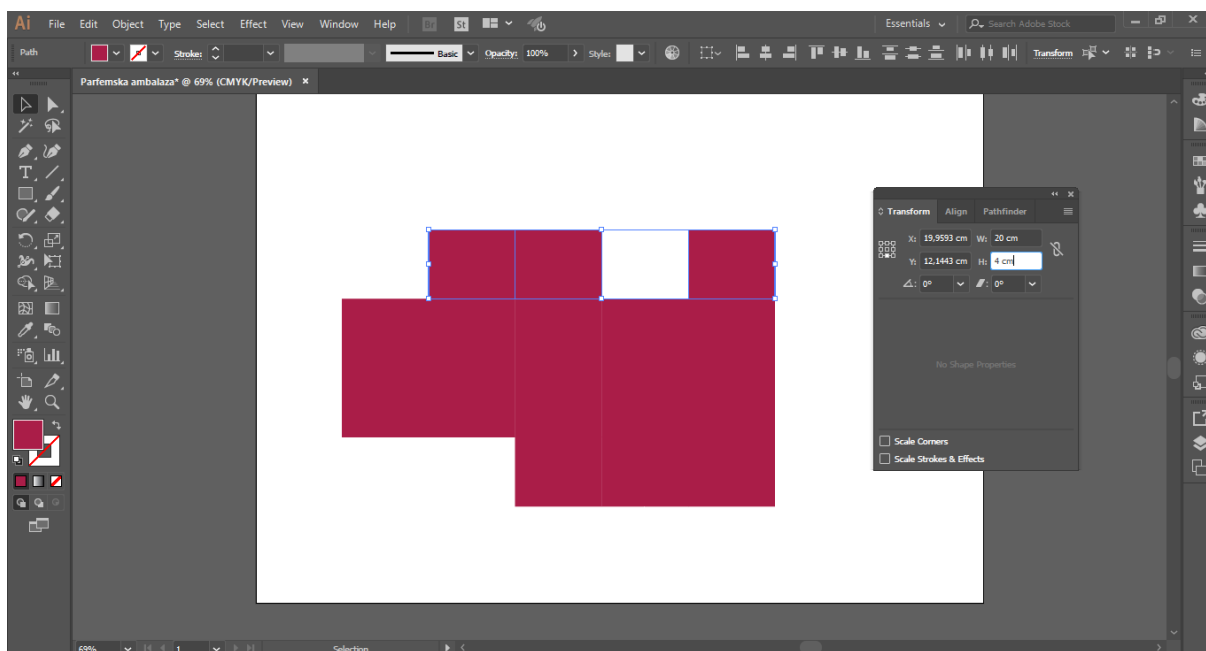 Ai File Edit Object Type Select Effect View Window Help Br St Essentials Search Adobe Stock
Path Stroke: Basic Opacity: 100% Style: Transform
Parfemska ambalaza* @ 69% (CMYK/Preview) ×
Transform Align Pathfinder
X: 19,9593 cm W: 20 cm
Y: 12,1443 cm H: 4 cm
0° 0°
No Shape Properties
Scale Corners
Scale Strokes & Effects
69% 1 Selection